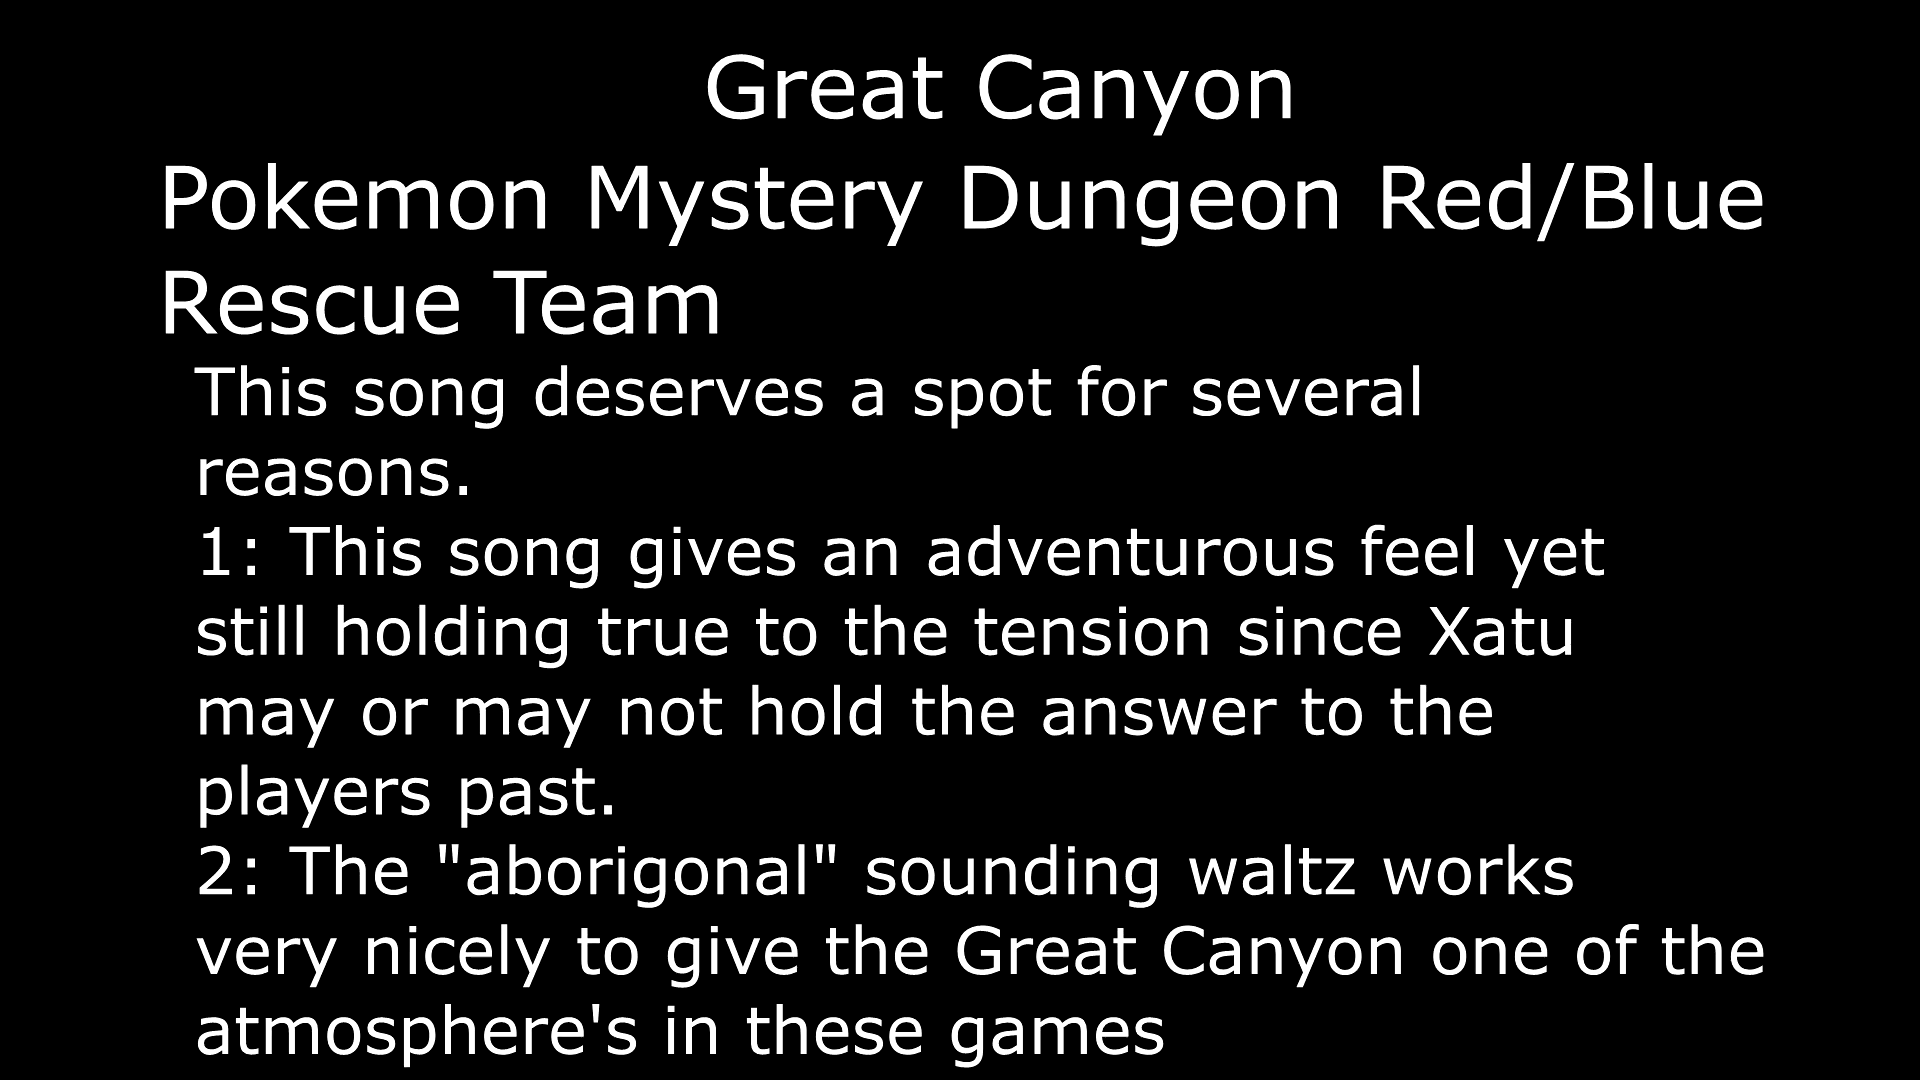 Great Canyon
Pokemon Mystery Dungeon Red/Blue
Rescue Team
This song deserves a spot for several
reasons.
1: This song gives an adventurous feel yet
still holding true to the tension since Xatu
may or may not hold the answer to the
players past.
2: The "aborigonal" sounding waltz works
very nicely to give the Great Canyon one of the
atmosphere's in these games